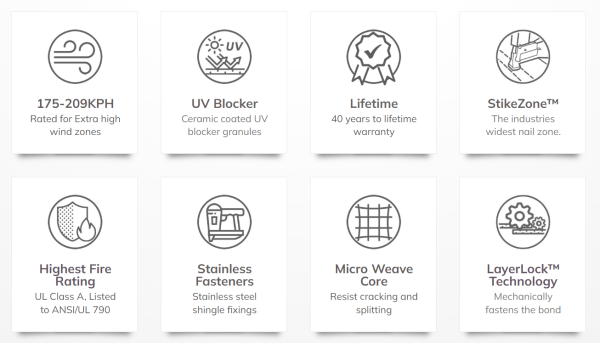 175-209KPH
Rated for Extra high
wind zones
UV
UV Blocker
Ceramic coated UV
blocker granules
Lifetime
40 years to lifetime
warranty
StikeZone™
The industries
widest nail zone.
Highest Fire
Rating
UL Class A, Listed
to ANSI/UL 790
Stainless
Fasteners
Stainless steel
shingle fixings
Micro Weave
Core
Resist cracking and
splitting
LayerLock™
Technology
Mechanically
fastens the bond